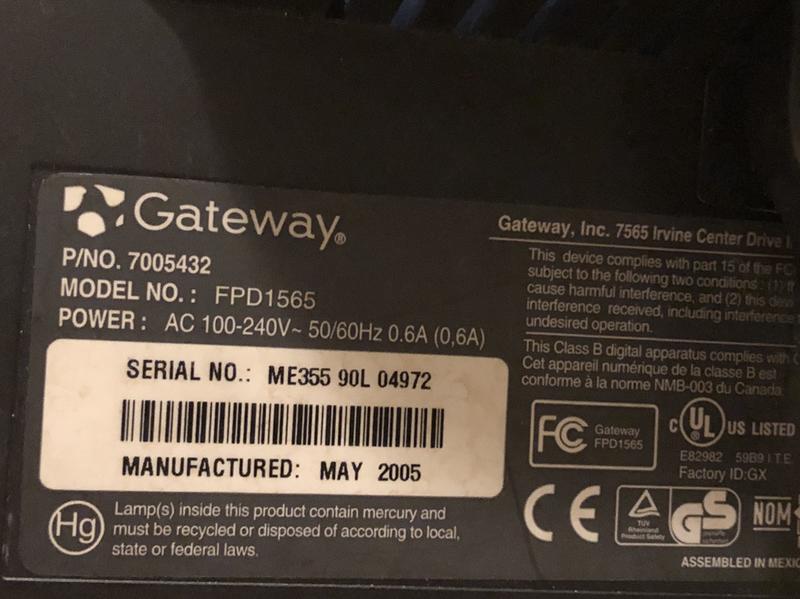 Gateway®
P/NO. 7005432
MODEL NO. : FPD1565
POWER : AC 100-240V~ 50/60Hz 0.6A (0,6A)
SERIAL NO.: ME355 90L 04972
MANUFACTURED: MAY 2005
Hg
Lamp(s) inside this product contain mercury and
must be recycled or disposed of according to local,
state or federal laws.
Gateway, Inc. 7565 Irvine Center Drive
This device complies with part 15 of the FC
subject to the following two conditions: (1)
cause harmful interference, and (2) this
interference received, including interference
undesired operation.
This Class B digital apparatus complies with
Cet appareil numérique de la classe B est
conforme à la norme NMB-003 du Canada
FC Gateway
FPD1565
C UL US LISTED
E82982 59B9 I.T.E.
Factory ID:GX
CE
TUV
Rheinland
Product Safety
GS
NOM
ASSEMBLED IN MEXIC